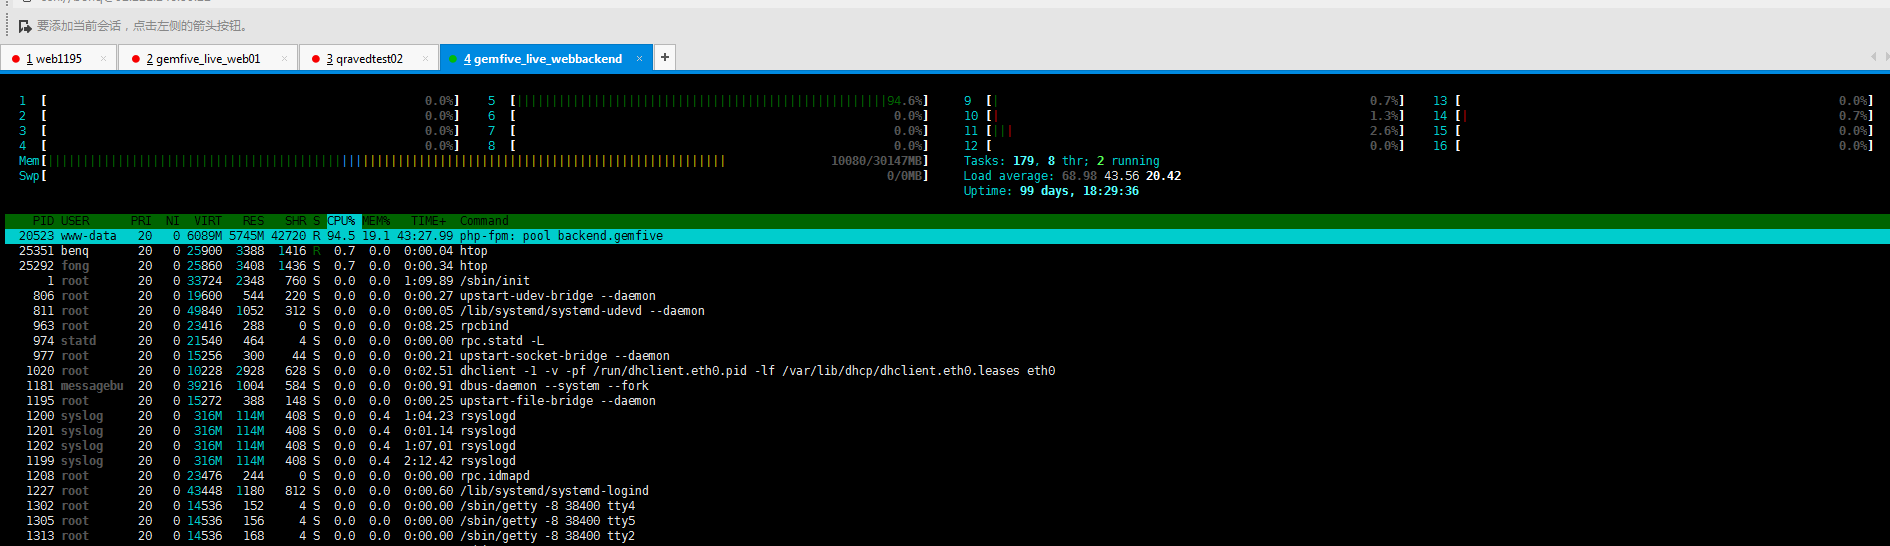 要添加当前会话，点击左侧的箭头按钮。
1 web1195 × 2 gemfive_live_web01 × 3 qravedtest02 × 4 gemfive_live_webbackend × +
1 [ 0.0%] 5 [||||||||||||||||||||||||||||||||||||||||||||||||||||||94.6%] 9 [| 0.7%] 13 [ 0.0%]
2 [ 0.0%] 6 [ 0.0%] 10 [| 1.3%] 14 [| 0.7%]
3 [ 0.0%] 7 [ 0.0%] 11 [||| 2.6%] 15 [ 0.0%]
4 [ 0.0%] 8 [ 0.0%] 12 [ 0.0%] 16 [ 0.0%]
Mem[||||||||||||||||||||||||||||||||||||||||||||||||||||||||||||||||||||||||||||||||||||||||||||||||| 10080/30147MB] Tasks: 179, 8 thr; 2 running
Swp[ 0/0MB] Load average: 68.98 43.56 20.42
Uptime: 99 days, 18:29:36
PID USER PRI NI VIRT RES SHR S CPU% MEM% TIME+ Command
20523 www-data 20 0 6089M 5745M 42720 R 94.5 19.1 43:27.99 php-fpm: pool backend.gemfive
25351 benq 20 0 25900 3388 1416 R 0.7 0.0 0:00.04 htop
25292 fong 20 0 25860 3408 1436 S 0.7 0.0 0:00.34 htop
1 root 20 0 33724 2348 760 S 0.0 0.0 1:09.89 /sbin/init
806 root 20 0 19600 544 220 S 0.0 0.0 0:00.27 upstart-udev-bridge --daemon
811 root 20 0 49840 1052 312 S 0.0 0.0 0:00.05 /lib/systemd/systemd-udevd --daemon
963 root 20 0 23416 288 0 S 0.0 0.0 0:08.25 rpcbind
974 statd 20 0 21540 464 4 S 0.0 0.0 0:00.00 rpc.statd -L
977 root 20 0 15256 300 44 S 0.0 0.0 0:00.21 upstart-socket-bridge --daemon
1020 root 20 0 10228 2928 628 S 0.0 0.0 0:02.51 dhclient -1 -v -pf /run/dhclient.eth0.pid -lf /var/lib/dhcp/dhclient.eth0.leases eth0
1181 messagebu 20 0 39216 1004 584 S 0.0 0.0 0:00.91 dbus-daemon --system --fork
1195 root 20 0 15272 388 148 S 0.0 0.0 0:00.25 upstart-file-bridge --daemon
1200 syslog 20 0 316M 114M 408 S 0.0 0.4 1:04.23 rsyslogd
1201 syslog 20 0 316M 114M 408 S 0.0 0.4 0:01.14 rsyslogd
1202 syslog 20 0 316M 114M 408 S 0.0 0.4 1:07.01 rsyslogd
1199 syslog 20 0 316M 114M 408 S 0.0 0.4 2:12.42 rsyslogd
1208 root 20 0 23476 244 0 S 0.0 0.0 0:00.00 rpc.idmapd
1227 root 20 0 43448 1180 812 S 0.0 0.0 0:00.60 /lib/systemd/systemd-logind
1302 root 20 0 14536 152 4 S 0.0 0.0 0:00.00 /sbin/getty -8 38400 tty4
1305 root 20 0 14536 156 4 S 0.0 0.0 0:00.00 /sbin/getty -8 38400 tty5
1313 root 20 0 14536 168 4 S 0.0 0.0 0:00.00 /sbin/getty -8 38400 tty2